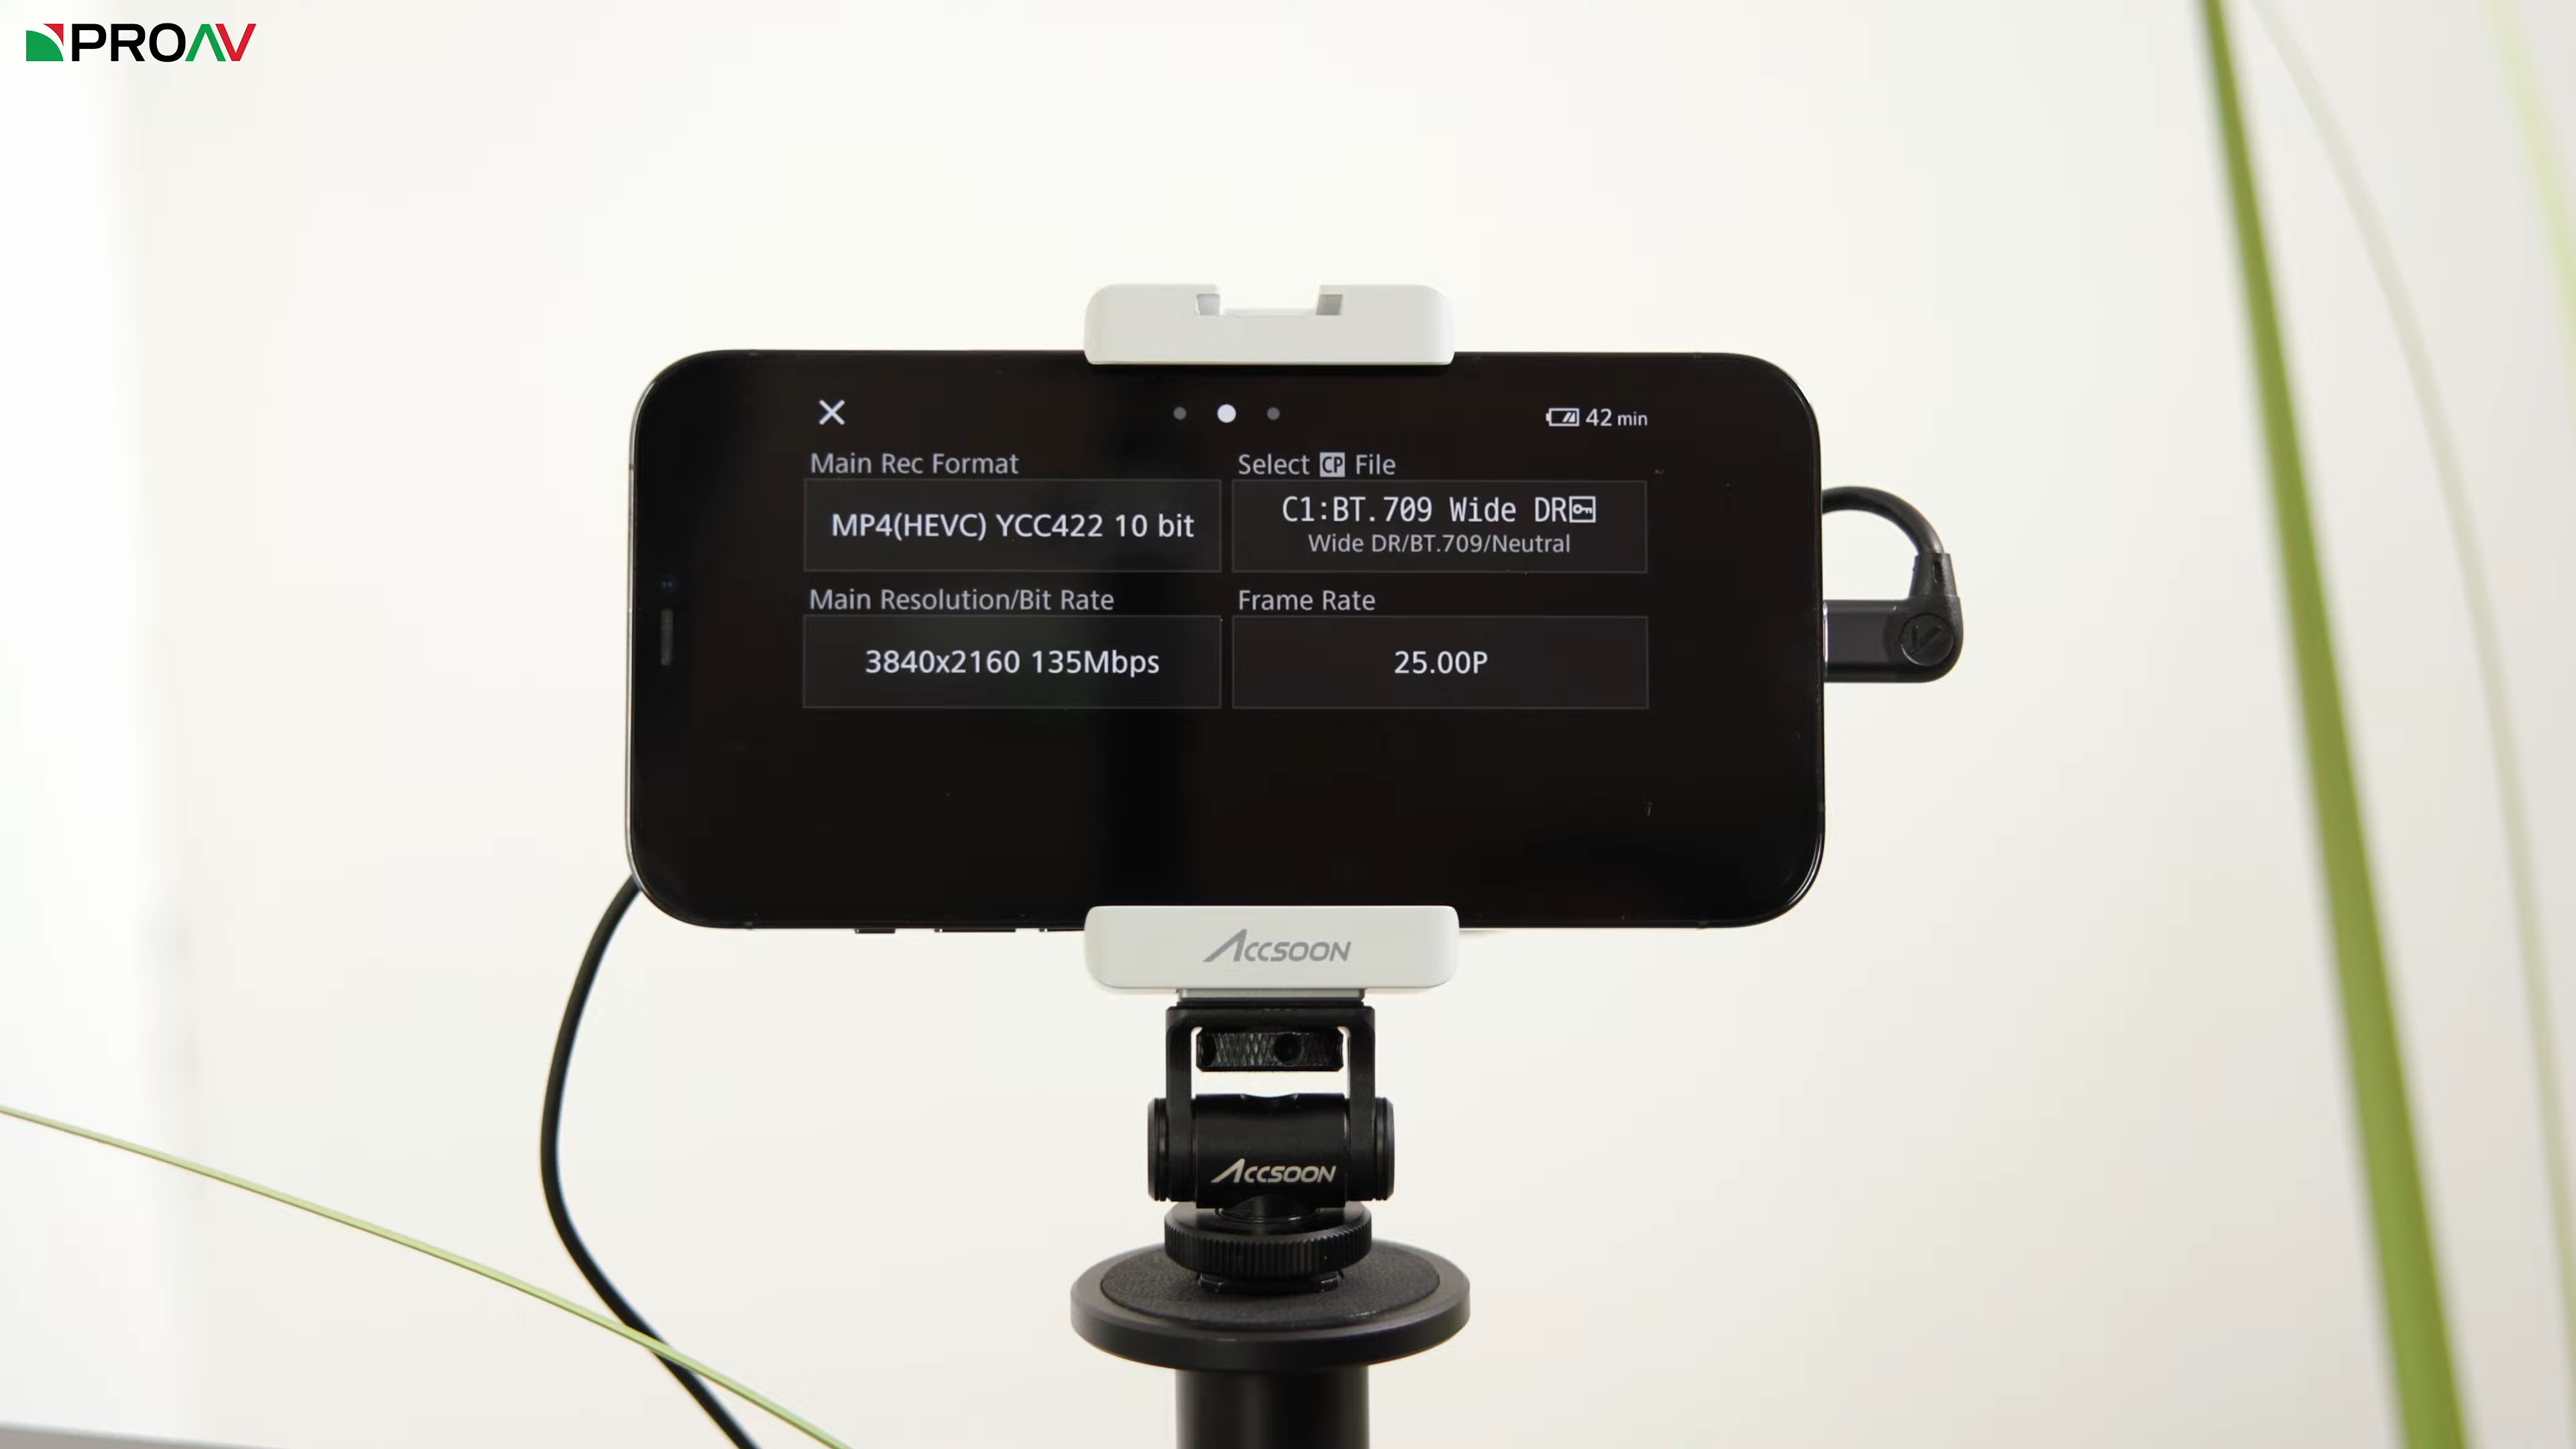 PROAV
42 min
Main Rec Format
Select CP File
MP4(HEVC) YCC422 10 bit
C1:BT.709 Wide DR
Wide DR/BT.709/Neutral
Main Resolution/Bit Rate
Frame Rate
3840x2160 135Mbps
25.00P
ACCSOON
ACCSOON